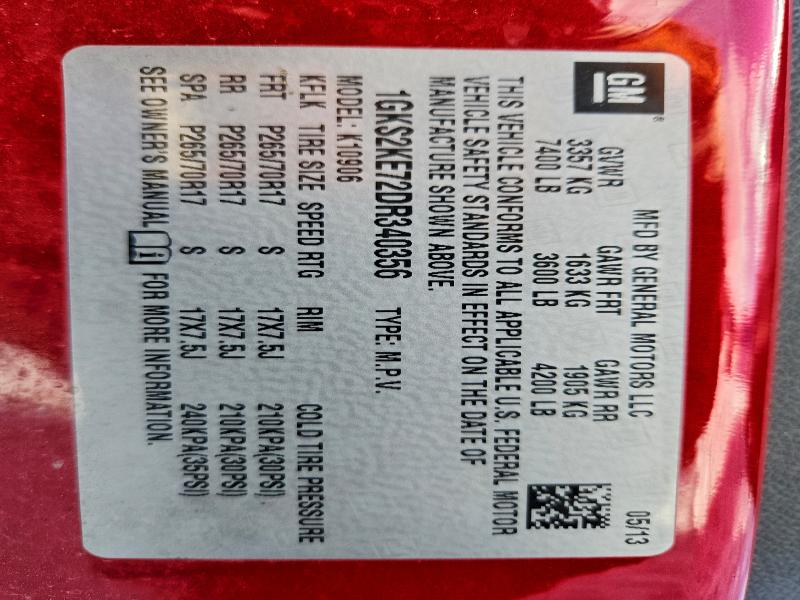 GM®
MFD BY GENERAL MOTORS LLC 05/13
GVWR GAWR FRT GAWR RR
3357 KG 1633 KG 1905 KG
7400 LB 3600 LB 4200 LB
THIS VEHICLE CONFORMS TO ALL APPLICABLE U.S. FEDERAL MOTOR
VEHICLE SAFETY STANDARDS IN EFFECT ON THE DATE OF
MANUFACTURE SHOWN ABOVE.
1GKS2KE72DR340356 TYPE: M.P.V.
MODEL: K10906
KFLK TIRE SIZE SPEED RTG RIM COLD TIRE PRESSURE
FRT P265/70R17 S 17X7.5J 210KPA(30PSI)
RR P265/70R17 S 17X7.5J 210KPA(30PSI)
SPA P265/70R17 S 17X7.5J 240KPA(35PSI)
SEE OWNER'S MANUAL i FOR MORE INFORMATION.